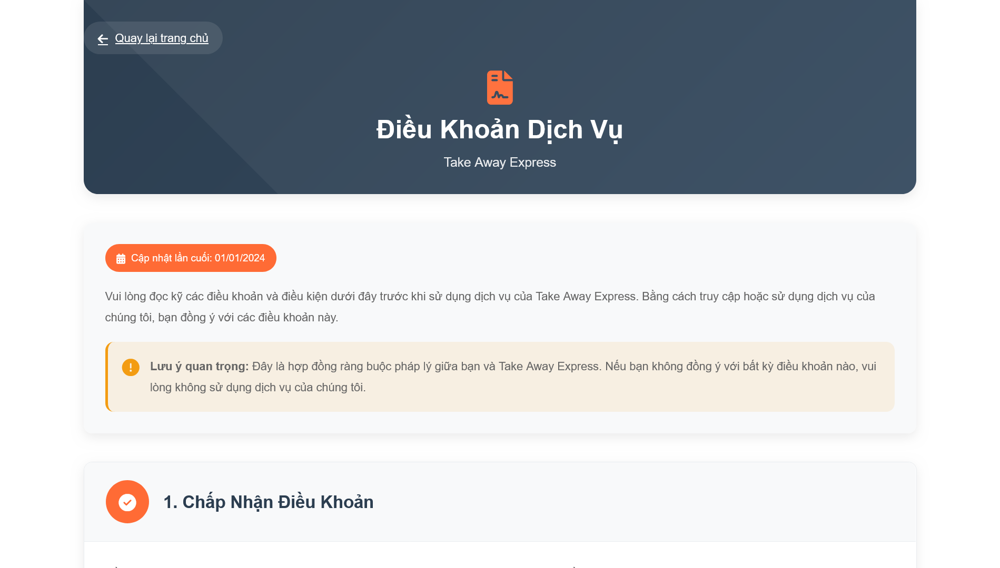 Quay lại trang chủ
Điều Khoản Dịch Vụ
Take Away Express
Cập nhật lần cuối: 01/01/2024
Vui lòng đọc kỹ các điều khoản và điều kiện dưới đây trước khi sử dụng dịch vụ của Take Away Express. Bằng cách truy cập hoặc sử dụng dịch vụ của
chúng tôi, bạn đồng ý với các điều khoản này.
Lưu ý quan trọng: Đây là hợp đồng ràng buộc pháp lý giữa bạn và Take Away Express. Nếu bạn không đồng ý với bất kỳ điều khoản nào, vui
lòng không sử dụng dịch vụ của chúng tôi.
1. Chấp Nhận Điều Khoản